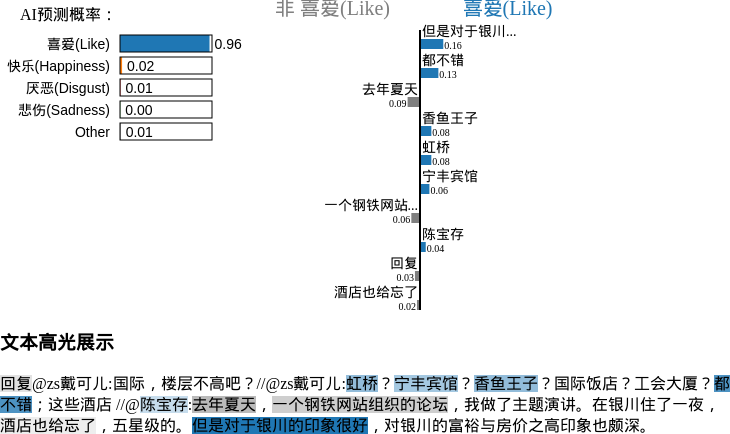 AI预测概率：
喜爱(Like) 0.96
快乐(Happiness) 0.02
厌恶(Disgust) 0.01
悲伤(Sadness) 0.00
Other 0.01
非 喜爱(Like) 喜爱(Like)
但是对于银川...
0.16
都不错
0.13
去年夏天
0.09
香鱼王子
0.08
虹桥
0.08
宁丰宾馆
0.06
一个钢铁网站...
0.06
陈宝存
0.04
回复
0.03
酒店也给忘了
0.02
文本高光展示
回复@zs戴可儿:国际，楼层不高吧？//@zs戴可儿:虹桥？宁丰宾馆？香鱼王子？国际饭店？工会大厦？都
不错；这些酒店 //@陈宝存:去年夏天，一个钢铁网站组织的论坛，我做了主题演讲。在银川住了一夜，
酒店也给忘了，五星级的。但是对于银川的印象很好，对银川的富裕与房价之高印象也颇深。